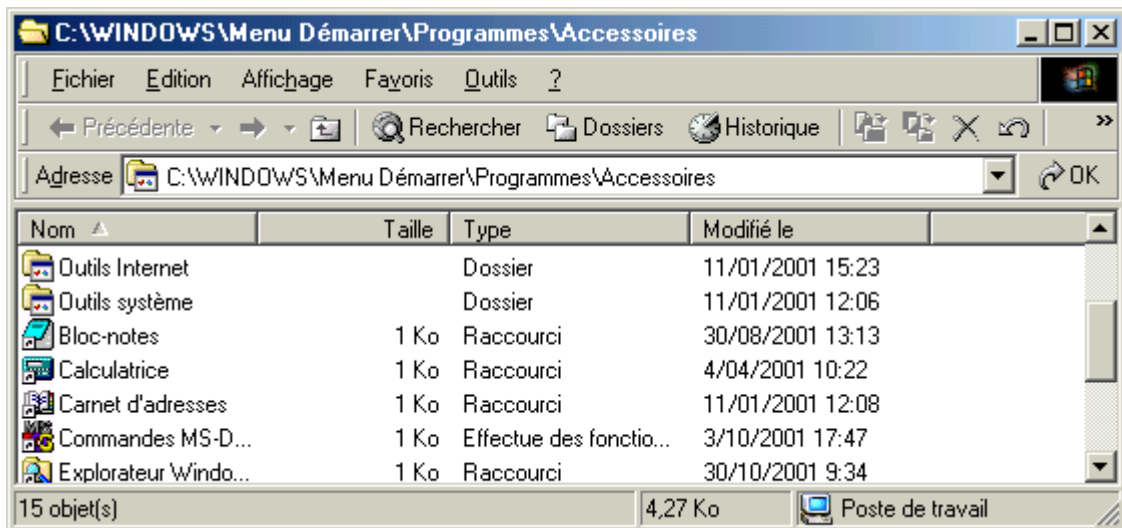 C:\WINDOWS\Menu Démarrer\Programmes\Accessoires
Fichier Edition Affichage Favoris Outils ?
Précédente Rechercher Dossiers Historique »
Adresse C:\WINDOWS\Menu Démarrer\Programmes\Accessoires OK
Nom Taille Type Modifié le
Outils Internet Dossier 11/01/2001 15:23
Outils système Dossier 11/01/2001 12:06
Bloc-notes 1 Ko Raccourci 30/08/2001 13:13
Calculatrice 1 Ko Raccourci 4/04/2001 10:22
Carnet d'adresses 1 Ko Raccourci 11/01/2001 12:08
Commandes MS-D... 1 Ko Effectue des fonctio... 3/10/2001 17:47
Explorateur Windo... 1 Ko Raccourci 30/10/2001 9:34
15 objet(s) 4,27 Ko Poste de travail